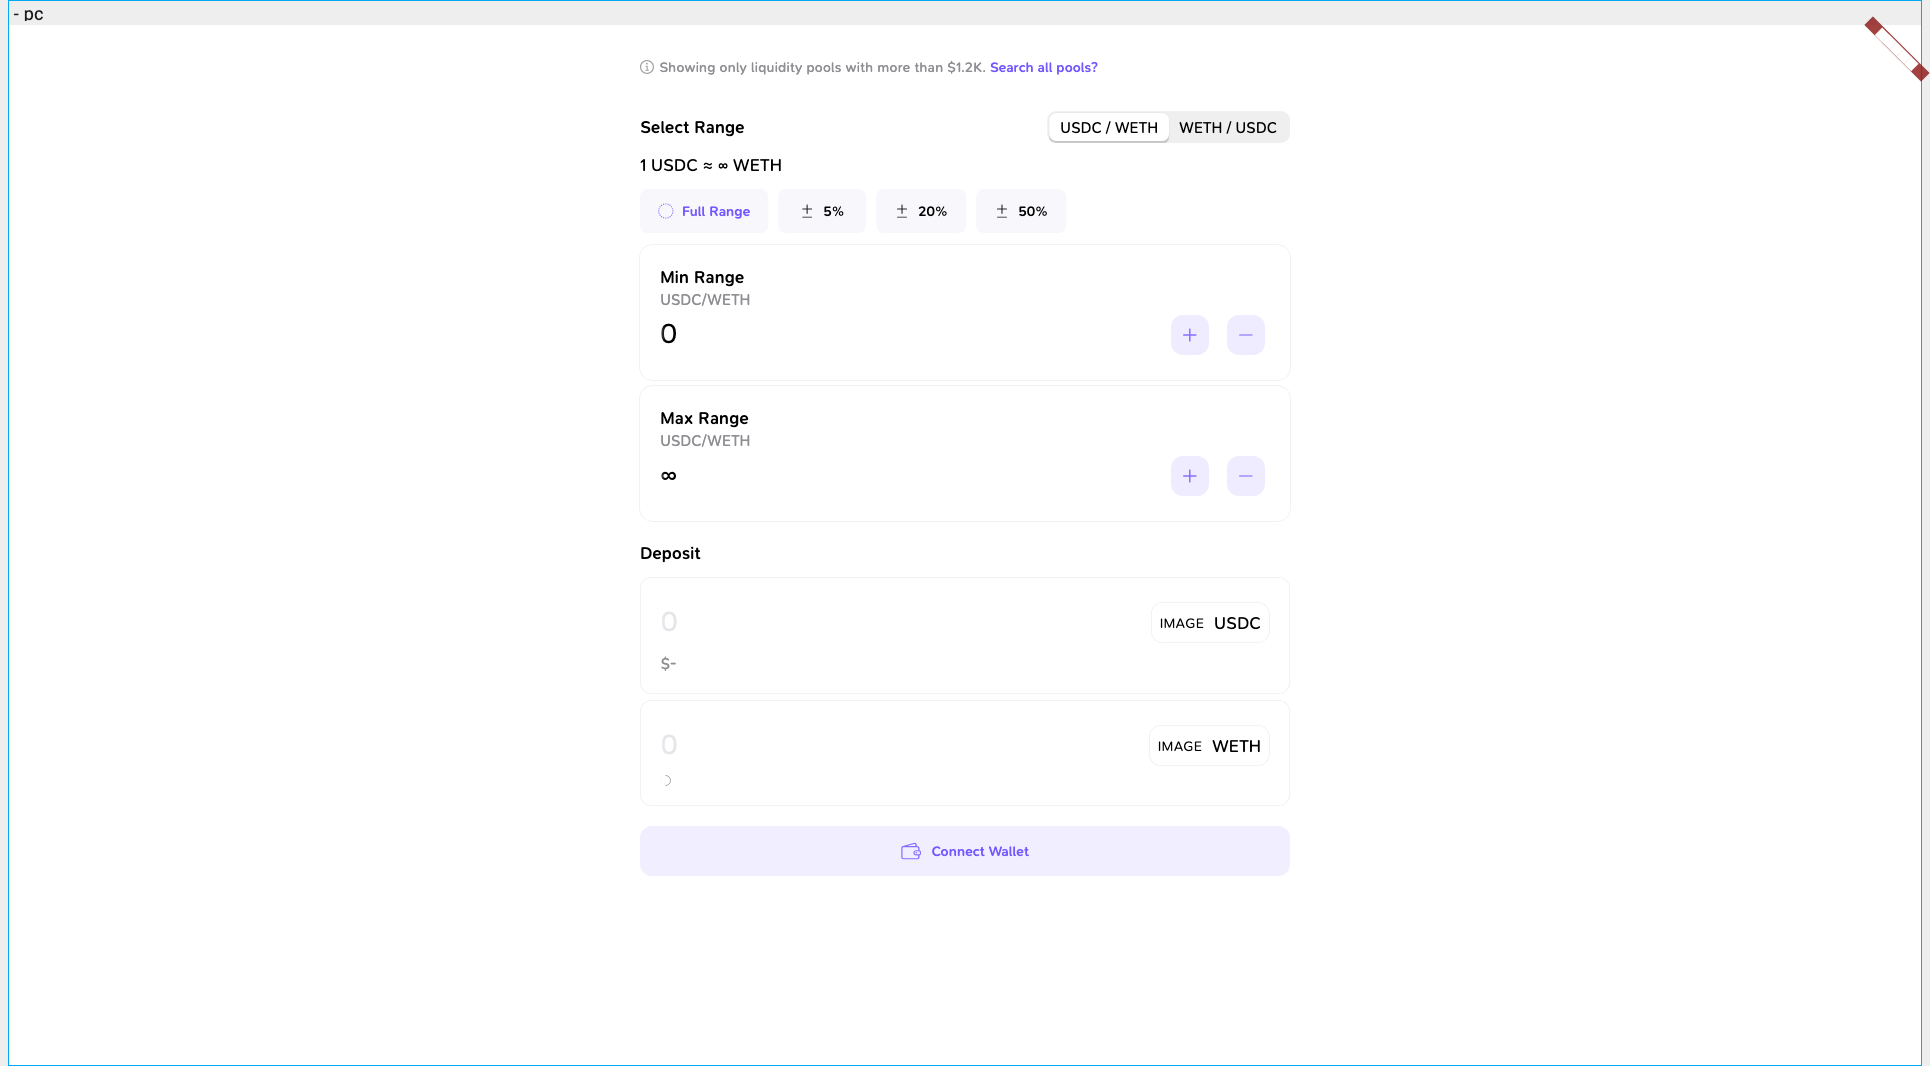 - pc
Showing only liquidity pools with more than $1.2K. Search all pools?
Select Range
USDC / WETH WETH / USDC
1 USDC ≈ ∞ WETH
Full Range ± 5% ± 20% ± 50%
Min Range
USDC/WETH
0
+ −
Max Range
USDC/WETH
∞
+ −
Deposit
0 IMAGE USDC
$-
0 IMAGE WETH
Connect Wallet